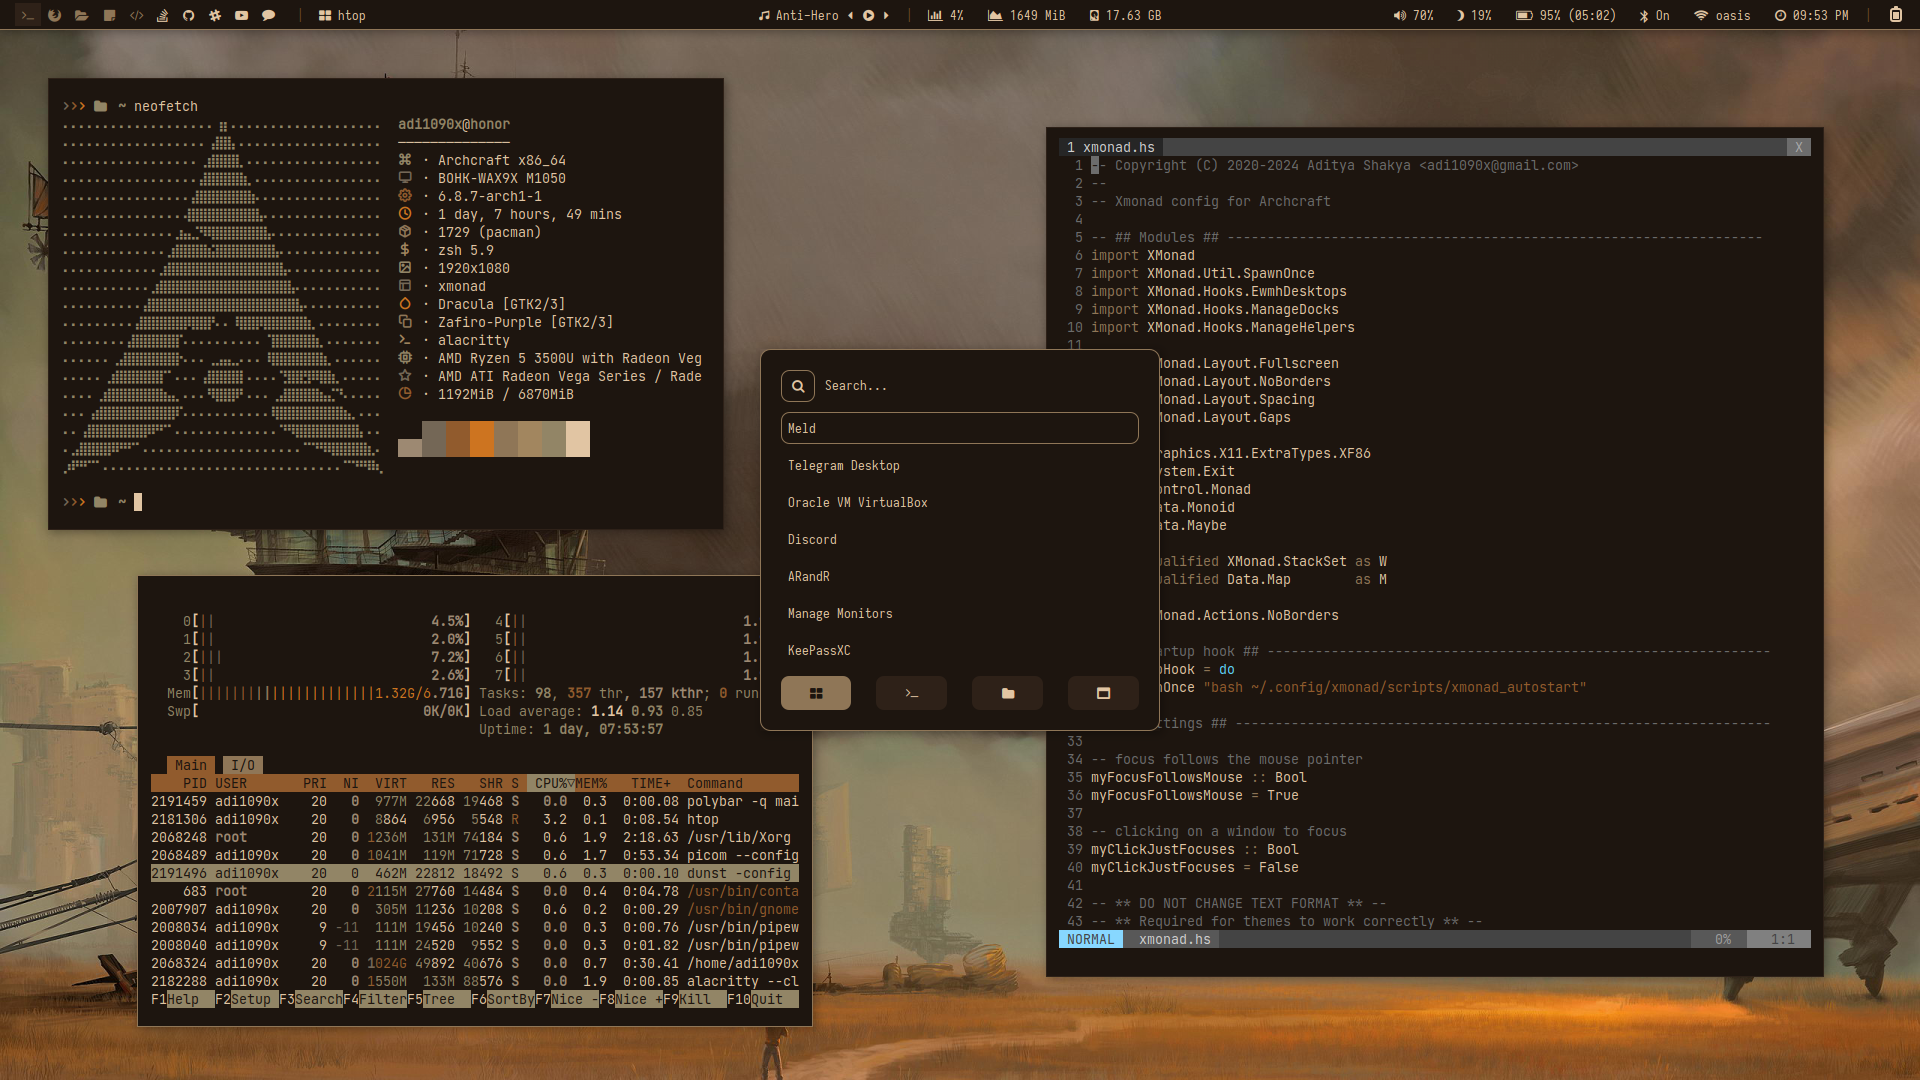 htop
Anti-Hero
4%
1649 MiB
17.63 GB
70%
19%
95% (05:02)
On
oasis
09:53 PM
>>> ~ neofetch
adi1090x@honor
· Archcraft x86_64
· BOHK-WAX9X M1050
· 6.8.7-arch1-1
· 1 day, 7 hours, 49 mins
· 1729 (pacman)
· zsh 5.9
· 1920x1080
· xmonad
· Dracula [GTK2/3]
· Zafiro-Purple [GTK2/3]
· alacritty
· AMD Ryzen 5 3500U with Radeon Veg
· AMD ATI Radeon Vega Series / Rade
· 1192MiB / 6870MiB
>>> ~
0[|| 4.5%] 4[|| 1.
1[|| 2.0%] 5[|| 1.
2[||| 7.2%] 6[|| 1.
3[|| 2.6%] 7[|| 1.
Mem[||||||||||||||||||||||1.32G/6.71G] Tasks: 98, 357 thr, 157 kthr; 0 run
Swp[ 0K/0K] Load average: 1.14 0.93 0.85
Uptime: 1 day, 07:53:57
Main I/O
PID USER PRI NI VIRT RES SHR S CPU%▽MEM% TIME+ Command
2191459 adi1090x 20 0 977M 22668 19468 S 0.0 0.3 0:00.08 polybar -q mai
2181306 adi1090x 20 0 8864 6956 5548 R 3.2 0.1 0:08.54 htop
2068248 root 20 0 1236M 131M 74184 S 0.6 1.9 2:18.63 /usr/lib/Xorg
2068489 adi1090x 20 0 1041M 119M 71728 S 0.6 1.7 0:53.34 picom --config
2191496 adi1090x 20 0 462M 22812 18492 S 0.6 0.3 0:00.10 dunst -config
683 root 20 0 2115M 27760 14484 S 0.0 0.4 0:04.78 /usr/bin/conta
2007907 adi1090x 20 0 305M 11236 10208 S 0.6 0.2 0:00.29 /usr/bin/gnome
2008034 adi1090x 9 -11 111M 19456 10240 S 0.0 0.3 0:00.76 /usr/bin/pipew
2008040 adi1090x 9 -11 111M 24520 9552 S 0.0 0.3 0:01.82 /usr/bin/pipew
2068324 adi1090x 20 0 1024G 49892 40676 S 0.0 0.7 0:30.41 /home/adi1090x
2182288 adi1090x 20 0 1550M 133M 88576 S 0.0 1.9 0:00.85 alacritty --cl
F1Help F2Setup F3SearchF4FilterF5Tree F6SortByF7Nice -F8Nice +F9Kill F10Quit
Search...
Meld
Telegram Desktop
Oracle VM VirtualBox
Discord
ARandR
Manage Monitors
KeePassXC
1 xmonad.hs X
1 -- Copyright (C) 2020-2024 Aditya Shakya <adi1090x@gmail.com>
2 --
3 -- Xmonad config for Archcraft
4
5 -- ## Modules ## -------------------------------------------------------------------
6 import XMonad
7 import XMonad.Util.SpawnOnce
8 import XMonad.Hooks.EwmhDesktops
9 import XMonad.Hooks.ManageDocks
10 import XMonad.Hooks.ManageHelpers
11
Monad.Layout.Fullscreen
Monad.Layout.NoBorders
Monad.Layout.Spacing
Monad.Layout.Gaps
raphics.X11.ExtraTypes.XF86
ystem.Exit
ontrol.Monad
ata.Monoid
ata.Maybe
ualified XMonad.StackSet as W
ualified Data.Map as M
Monad.Actions.NoBorders
artup hook ## ---------------------------------------------------------------
pHook = do
nOnce "bash ~/.config/xmonad/scripts/xmonad_autostart"
ttings ## -------------------------------------------------------------------
33
34 -- focus follows the mouse pointer
35 myFocusFollowsMouse :: Bool
36 myFocusFollowsMouse = True
37
38 -- clicking on a window to focus
39 myClickJustFocuses :: Bool
40 myClickJustFocuses = False
41
42 -- ** DO NOT CHANGE TEXT FORMAT ** --
43 -- ** Required for themes to work correctly ** --
NORMAL xmonad.hs 0% 1:1